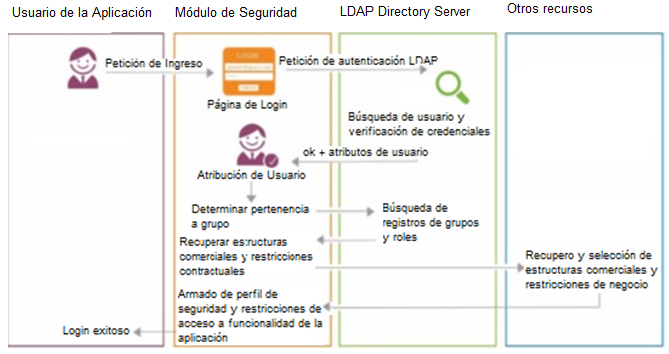 Usuario de la Aplicación
Módulo de Seguridad
LDAP Directory Server
Otros recursos
Petición de Ingreso
LOGIN
Página de Login
Petición de autenticación LDAP
Búsqueda de usuario y
verificación de credenciales
ok + atributos de usuario
Atribución de Usuario
Determinar pertenencia
a grupo
Búsqueda de
registros de grupos
y roles
Recuperar estructuras
comerciales y restricciones
contractuales
Recupero y selección de
estructuras comerciales y
restricciones de negocio
Armado de perfil de
seguridad y restricciones de
acceso a funcionalidad de la
aplicación
Login exitoso